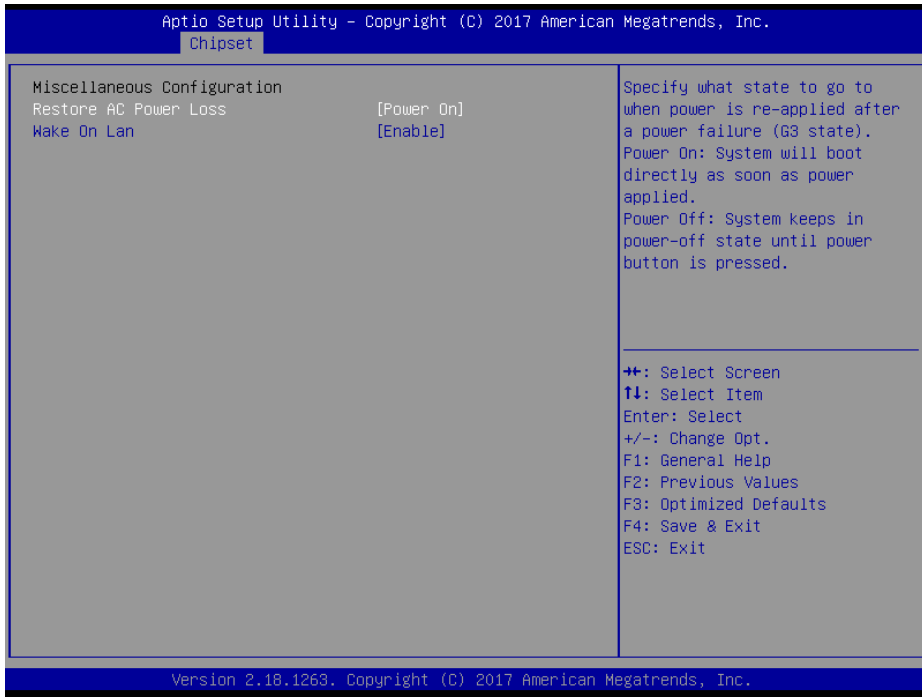 Aptio Setup Utility – Copyright (C) 2017 American Megatrends, Inc.
Chipset
Miscellaneous Configuration
Restore AC Power Loss [Power On]
Wake On Lan [Enable]
Specify what state to go to
when power is re-applied after
a power failure (G3 state).
Power On: System will boot
directly as soon as power
applied.
Power Off: System keeps in
power-off state until power
button is pressed.
→←: Select Screen
↑↓: Select Item
Enter: Select
+/-: Change Opt.
F1: General Help
F2: Previous Values
F3: Optimized Defaults
F4: Save & Exit
ESC: Exit
Version 2.18.1263. Copyright (C) 2017 American Megatrends, Inc.